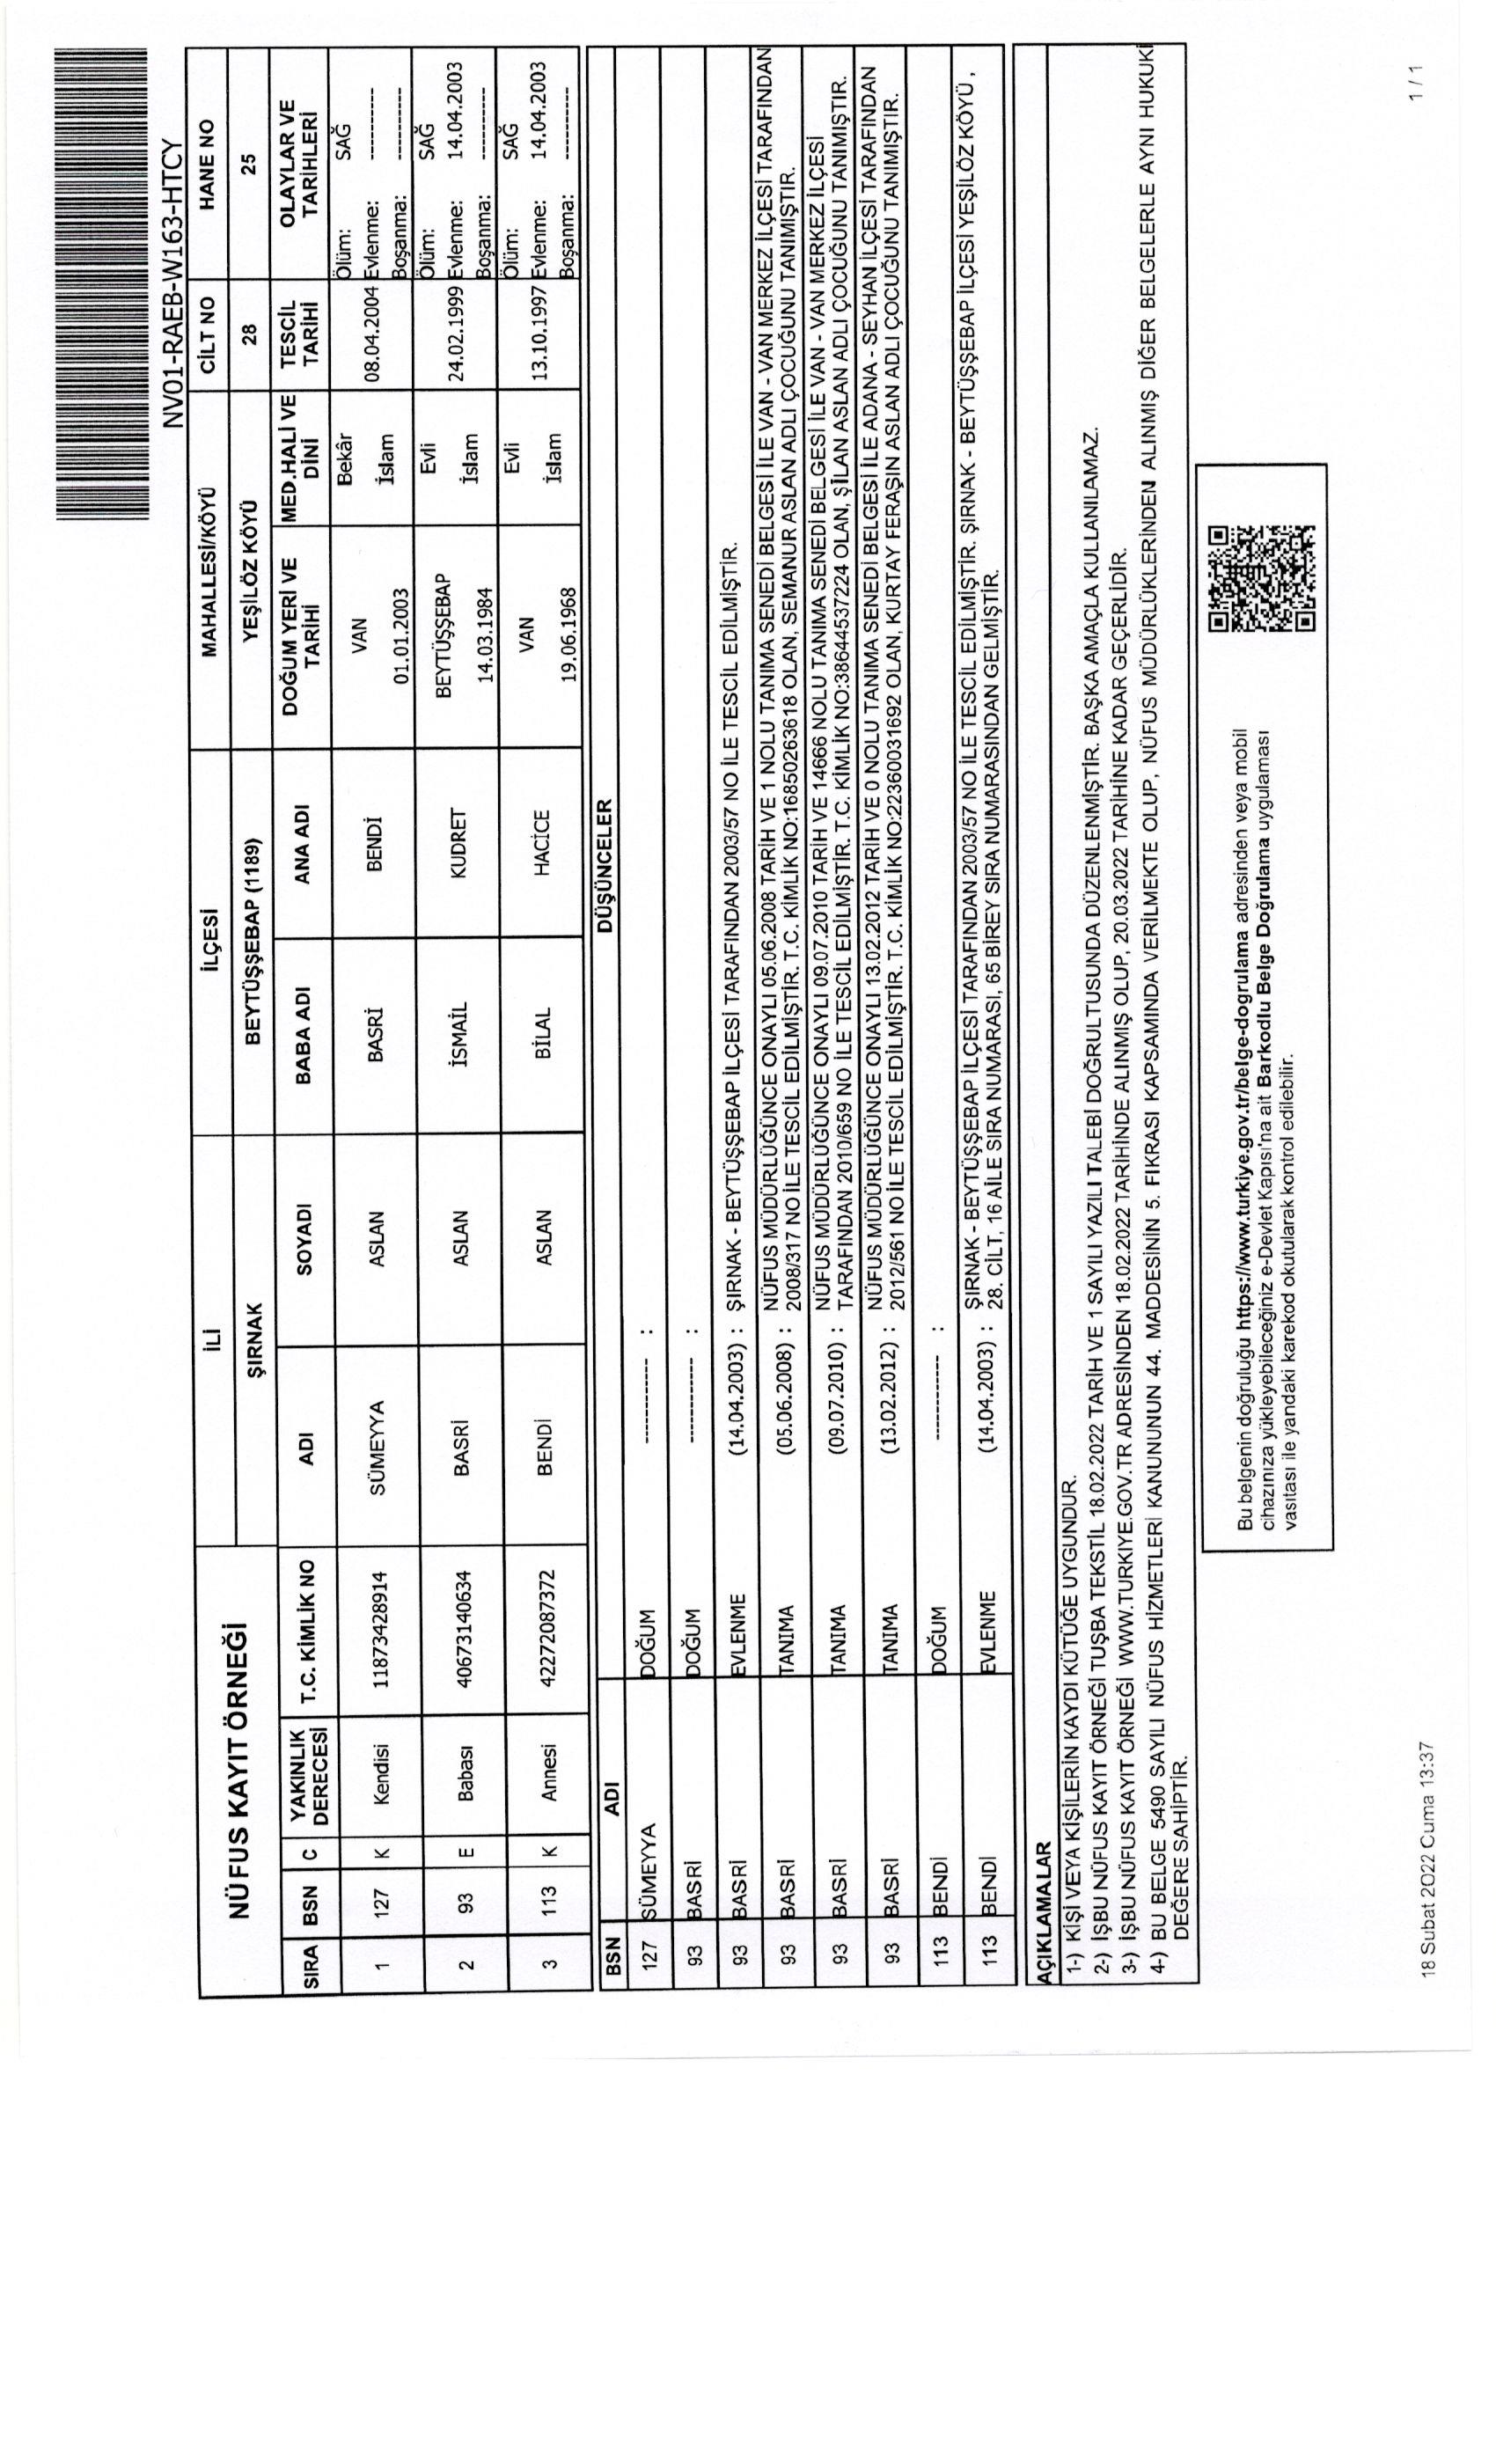 NV01-RAEB-W163-HTCY
NÜFUS KAYIT ÖRNEĞİ İLİ İLÇESİ MAHALLESİ/KÖYÜ CİLT NO HANE NO
ŞIRNAK BEYTÜŞŞEBAP (1189) YEŞİLÖZ KÖYÜ 28 25
SIRA BSN C YAKINLIK DERECESİ T.C. KİMLİK NO ADI SOYADI BABA ADI ANA ADI DOĞUM YERİ VE TARİHİ MED.HALİ VE DİNİ TESCİL TARİHİ OLAYLAR VE TARİHLERİ
1 127 K Kendisi 11873428914 SÜMEYYA ASLAN BASRİ BENDİ VAN 01.01.2003 Bekâr İslam 08.04.2004 Ölüm: SAĞ Evlenme: ----------- Boşanma: -----------
2 93 E Babası 40673140634 BASRİ ASLAN İSMAİL KUDRET BEYTÜŞŞEBAP 14.03.1984 Evli İslam 24.02.1999 Ölüm: SAĞ Evlenme: 14.04.2003 Boşanma: -----------
3 113 K Annesi 42272087372 BENDİ ASLAN BİLAL HACİCE VAN 19.06.1968 Evli İslam 13.10.1997 Ölüm: SAĞ Evlenme: 14.04.2003 Boşanma: -----------
BSN ADI DÜŞÜNCELER
127 SÜMEYYA DOĞUM ----------- :
93 BASRİ DOĞUM ----------- :
93 BASRİ EVLENME (14.04.2003) : ŞIRNAK - BEYTÜŞŞEBAP İLÇESİ TARAFINDAN 2003/57 NO İLE TESCİL EDİLMİŞTİR.
93 BASRİ TANIMA (05.06.2008) : NÜFUS MÜDÜRLÜĞÜNCE ONAYLI 05.06.2008 TARİH VE 1 NOLU TANIMA SENEDİ BELGESİ İLE VAN - VAN MERKEZ İLÇESİ TARAFINDAN
2008/317 NO İLE TESCİL EDİLMİŞTİR. T.C. KİMLİK NO:16850263618 OLAN, SEMANUR ASLAN ADLI ÇOCUĞUNU TANIMIŞTIR.
93 BASRİ TANIMA (09.07.2010) : NÜFUS MÜDÜRLÜĞÜNCE ONAYLI 09.07.2010 TARİH VE 14666 NOLU TANIMA SENEDİ BELGESİ İLE VAN - VAN MERKEZ İLÇESİ
TARAFINDAN 2010/659 NO İLE TESCİL EDİLMİŞTİR. T.C. KİMLİK NO:38644537224 OLAN, ŞİLAN ASLAN ADLI ÇOCUĞUNU TANIMIŞTIR.
93 BASRİ TANIMA (13.02.2012) : NÜFUS MÜDÜRLÜĞÜNCE ONAYLI 13.02.2012 TARİH VE 0 NOLU TANIMA SENEDİ BELGESİ İLE ADANA - SEYHAN İLÇESİ TARAFINDAN
2012/561 NO İLE TESCİL EDİLMİŞTİR. T.C. KİMLİK NO:22360031692 OLAN, KURTAY FERAŞİN ASLAN ADLI ÇOCUĞUNU TANIMIŞTIR.
113 BENDİ DOĞUM ----------- :
113 BENDİ EVLENME (14.04.2003) : ŞIRNAK - BEYTÜŞŞEBAP İLÇESİ TARAFINDAN 2003/57 NO İLE TESCİL EDİLMİŞTİR. ŞIRNAK - BEYTÜŞŞEBAP İLÇESİ YEŞİLÖZ KÖYÜ ,
28. CİLT, 16 AİLE SIRA NUMARASI, 65 BİREY SIRA NUMARASINDAN GELMİŞTİR.
AÇIKLAMALAR
1-) KİŞİ VEYA KİŞİLERİN KAYDI KÜTÜĞE UYGUNDUR.
2-) İŞBU NÜFUS KAYIT ÖRNEĞİ TUŞBA TEKSTİL 18.02.2022 TARİH VE 1 SAYILI YAZILI TALEBİ DOĞRULTUSUNDA DÜZENLENMİŞTİR. BAŞKA AMAÇLA KULLANILAMAZ.
3-) İŞBU NÜFUS KAYIT ÖRNEĞİ WWW.TURKIYE.GOV.TR ADRESİNDEN 18.02.2022 TARİHİNDE ALINMIŞ OLUP, 20.03.2022 TARİHİNE KADAR GEÇERLİDİR.
4-) BU BELGE 5490 SAYILI NÜFUS HİZMETLERİ KANUNUNUN 44. MADDESİNİN 5. FIKRASI KAPSAMINDA VERİLMEKTE OLUP, NÜFUS MÜDÜRLÜKLERİNDEN ALINMIŞ DİĞER BELGELERLE AYNI HUKUKİ
DEĞERE SAHİPTİR.
Bu belgenin doğruluğu https://www.turkiye.gov.tr/belge-dogrulama adresinden veya mobil
cihazınıza yükleyebileceğiniz e-Devlet Kapısı'na ait Barkodlu Belge Doğrulama uygulaması
vasıtası ile yandaki karekod okutularak kontrol edilebilir.
18 Subat 2022 Cuma 13:37 1 / 1